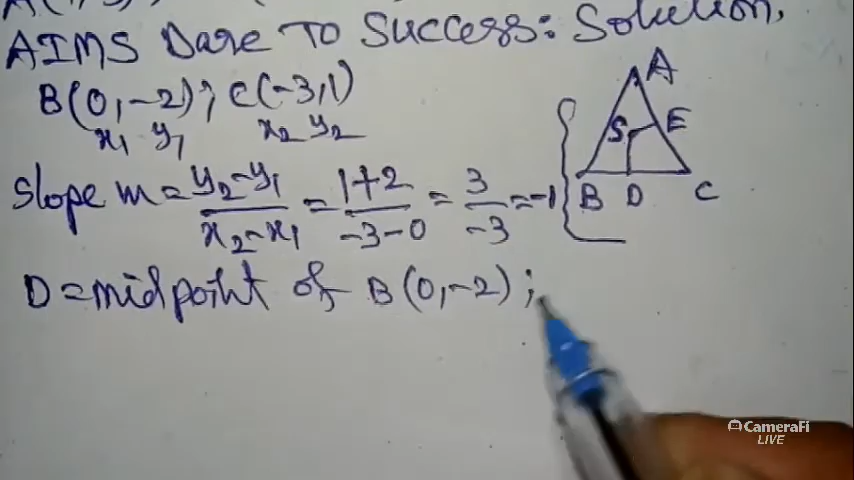 AIMS Dare To Success: Solution,
B(0,-2); C(-3,1)
x₁ y₁ x₂ y₂
Slope m = y₂-y₁/x₂-x₁ = 1+2/-3-0 = 3/-3 = -1
A
S E
B D C
D = midpoint of B(0,-2);
CameraFi
LIVE